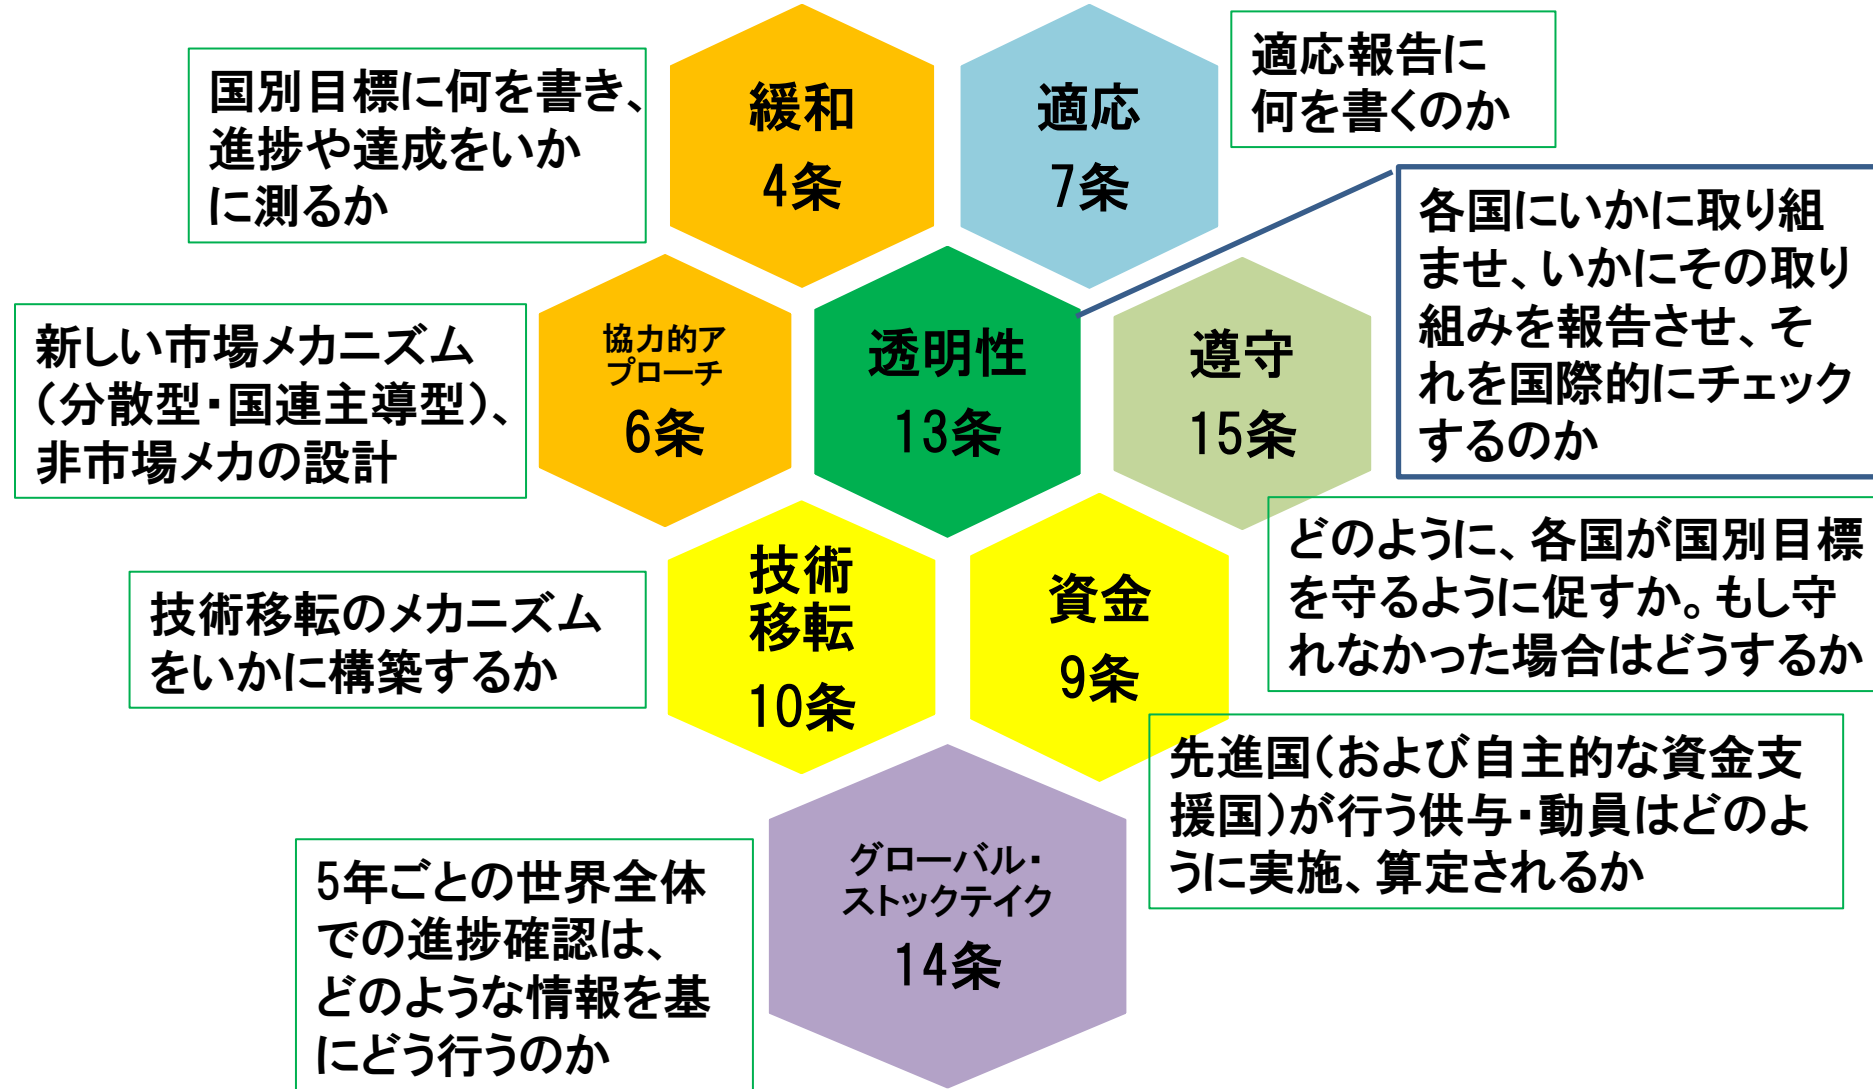 国別目標に何を書き、
進捗や達成をいか
に測るか
緩和
4条
適応
7条
適応報告に
何を書くのか
新しい市場メカニズム
（分散型・国連主導型）、
非市場メカの設計
協力的ア
プローチ
6条
透明性
13条
遵守
15条
各国にいかに取り組
ませ、いかにその取り
組みを報告させ、そ
れを国際的にチェック
するのか
技術移転のメカニズム
をいかに構築するか
技術
移転
10条
資金
9条
どのように、各国が国別目標
を守るように促すか。もし守
れなかった場合はどうするか
先進国（および自主的な資金支
援国）が行う供与・動員はどのよ
うに実施、算定されるか
5年ごとの世界全体
での進捗確認は、
どのような情報を基
にどう行うのか
グローバル・
ストックテイク
14条